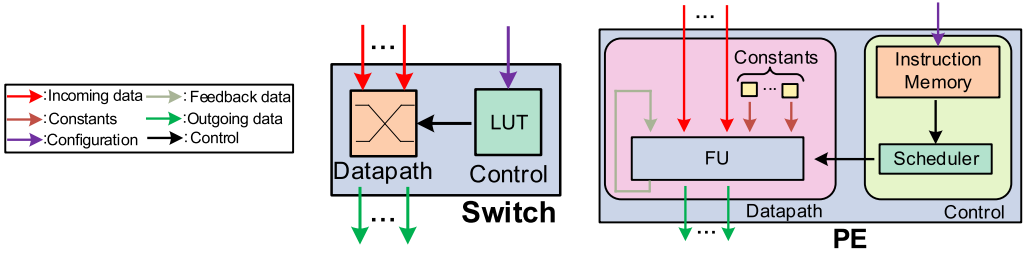 :Incoming data
: Feedback data
:Constants
:Outgoing data
:Configuration
: Control
...
LUT
Datapath
Control
...
Switch
...
Constants
...
FU
Instruction
Memory
Scheduler
Datapath
Control
...
PE